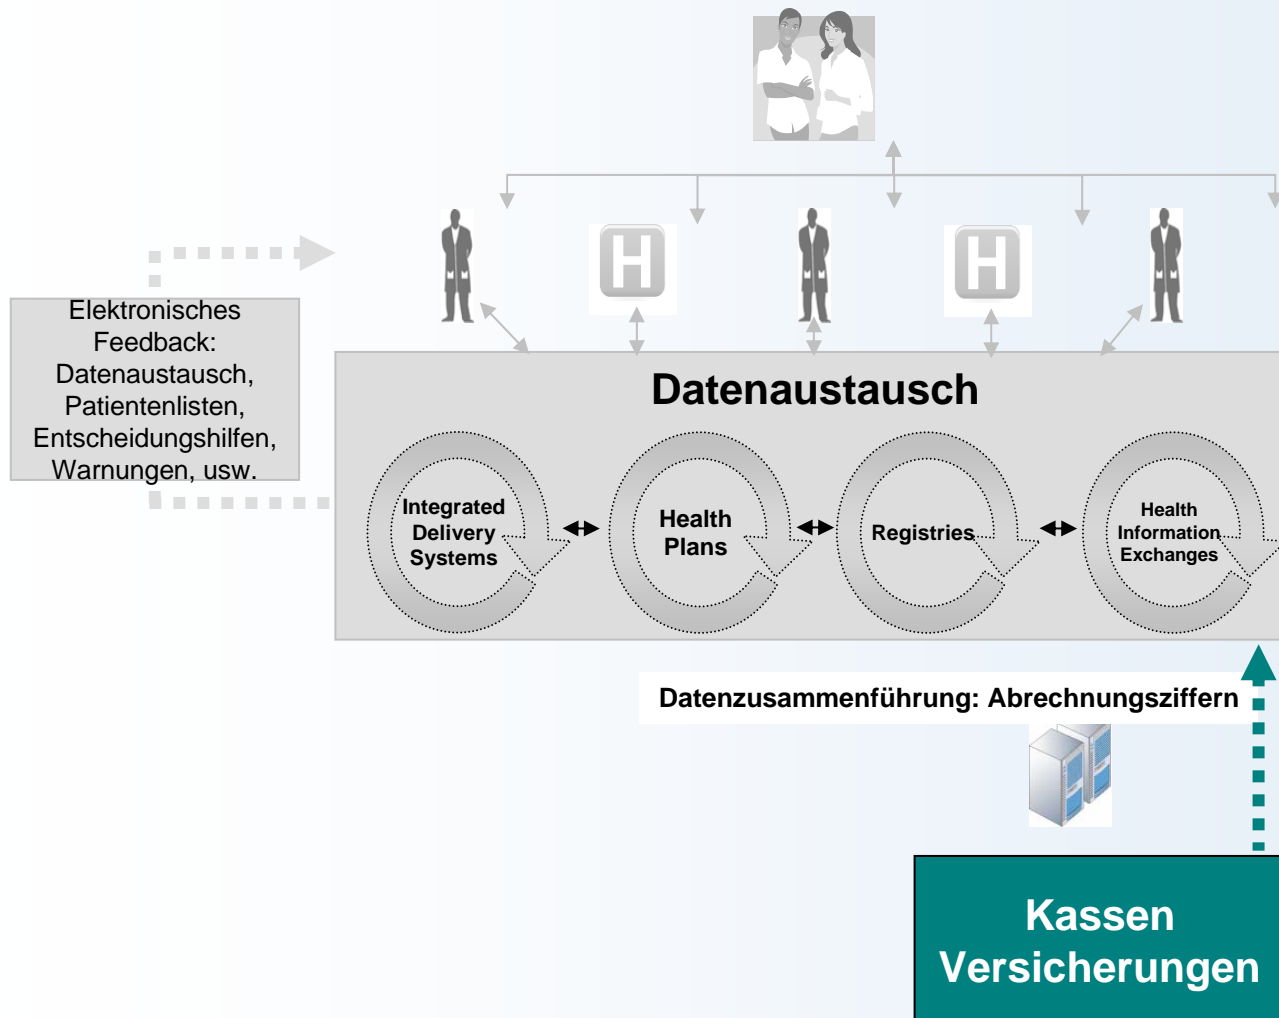 H
H
Elektronisches
Feedback:
Datenaustausch,
Patientenlisten,
Entscheidungshilfen,
Warnungen, usw.
Datenaustausch
Integrated
Delivery
Systems
Health
Plans
Registries
Health
Information
Exchanges
Datenzusammenführung: Abrechnungsziffern
Kassen
Versicherungen